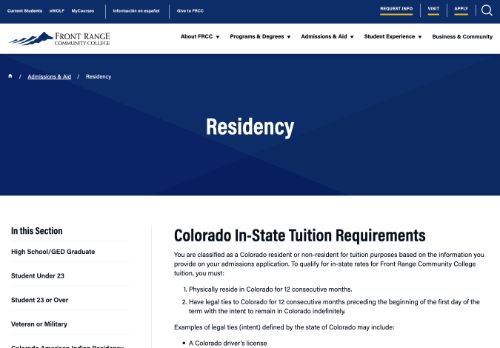 Current Students eWOLF MyCourses Información en español Give to FRCC REQUEST INFO VISIT APPLY
FRONT RANGE
COMMUNITY COLLEGE
About FRCC Programs & Degrees Admissions & Aid Student Experience Business & Community
/ Admissions & Aid / Residency
Residency
In this Section
High School/GED Graduate
Student Under 23
Student 23 or Over
Veteran or Military
Colorado American Indian Residency
Colorado In-State Tuition Requirements
You are classified as a Colorado resident or non-resident for tuition purposes based on the information you
provide on your admissions application. To qualify for in-state rates for Front Range Community College
tuition, you must:
1. Physically reside in Colorado for 12 consecutive months.
2. Have legal ties to Colorado for 12 consecutive months preceding the beginning of the first day of the
term with the intent to remain in Colorado indefinitely.
Examples of legal ties (intent) defined by the state of Colorado may include:
• A Colorado driver's license